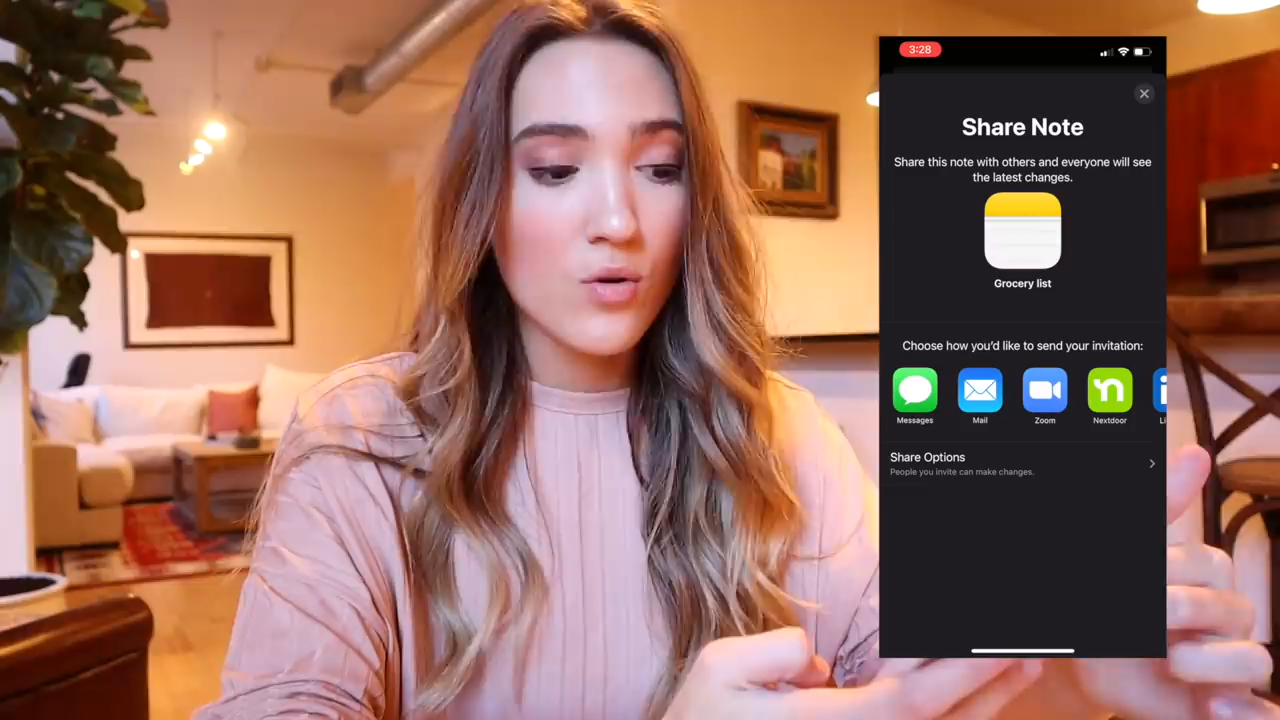 3:28
Share Note
Share this note with others and everyone will see
the latest changes.
Grocery list
Choose how you'd like to send your invitation:
Messages Mail Zoom Nextdoor Li
Share Options
People you invite can make changes.